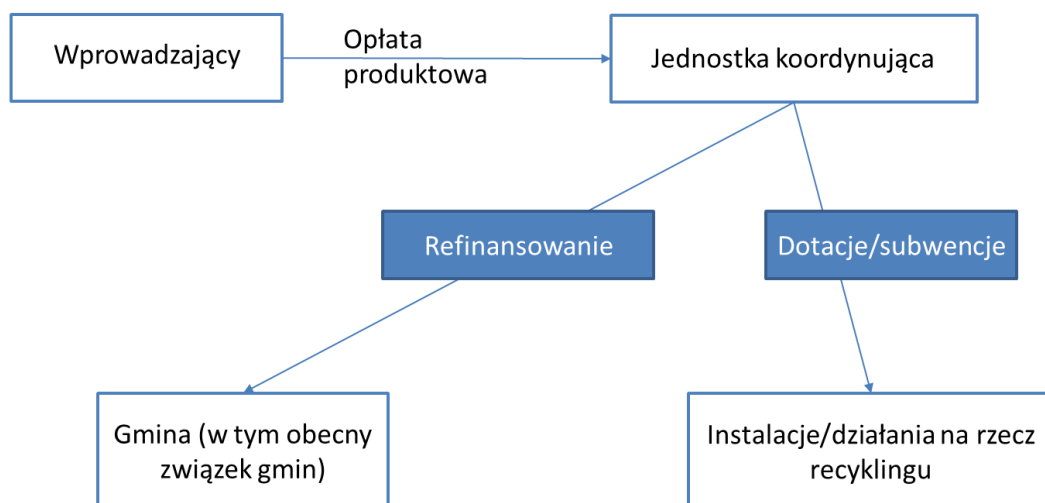 Wprowadzający
Opłata
produktowa
Jednostka koordynująca
Refinansowanie
Dotacje/subwencje
Gmina (w tym obecny
związek gmin)
Instalacje/działania na rzecz
recyklingu